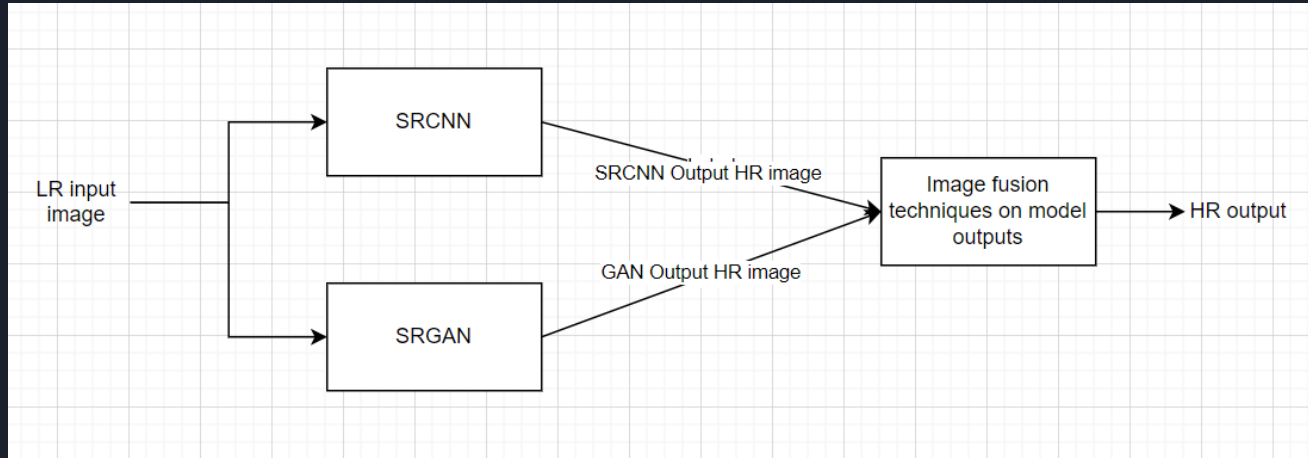 SRCNN
LR input
image
SRCNN Output HR image
Image fusion
techniques on model
outputs
HR output
GAN Output HR image
SRGAN